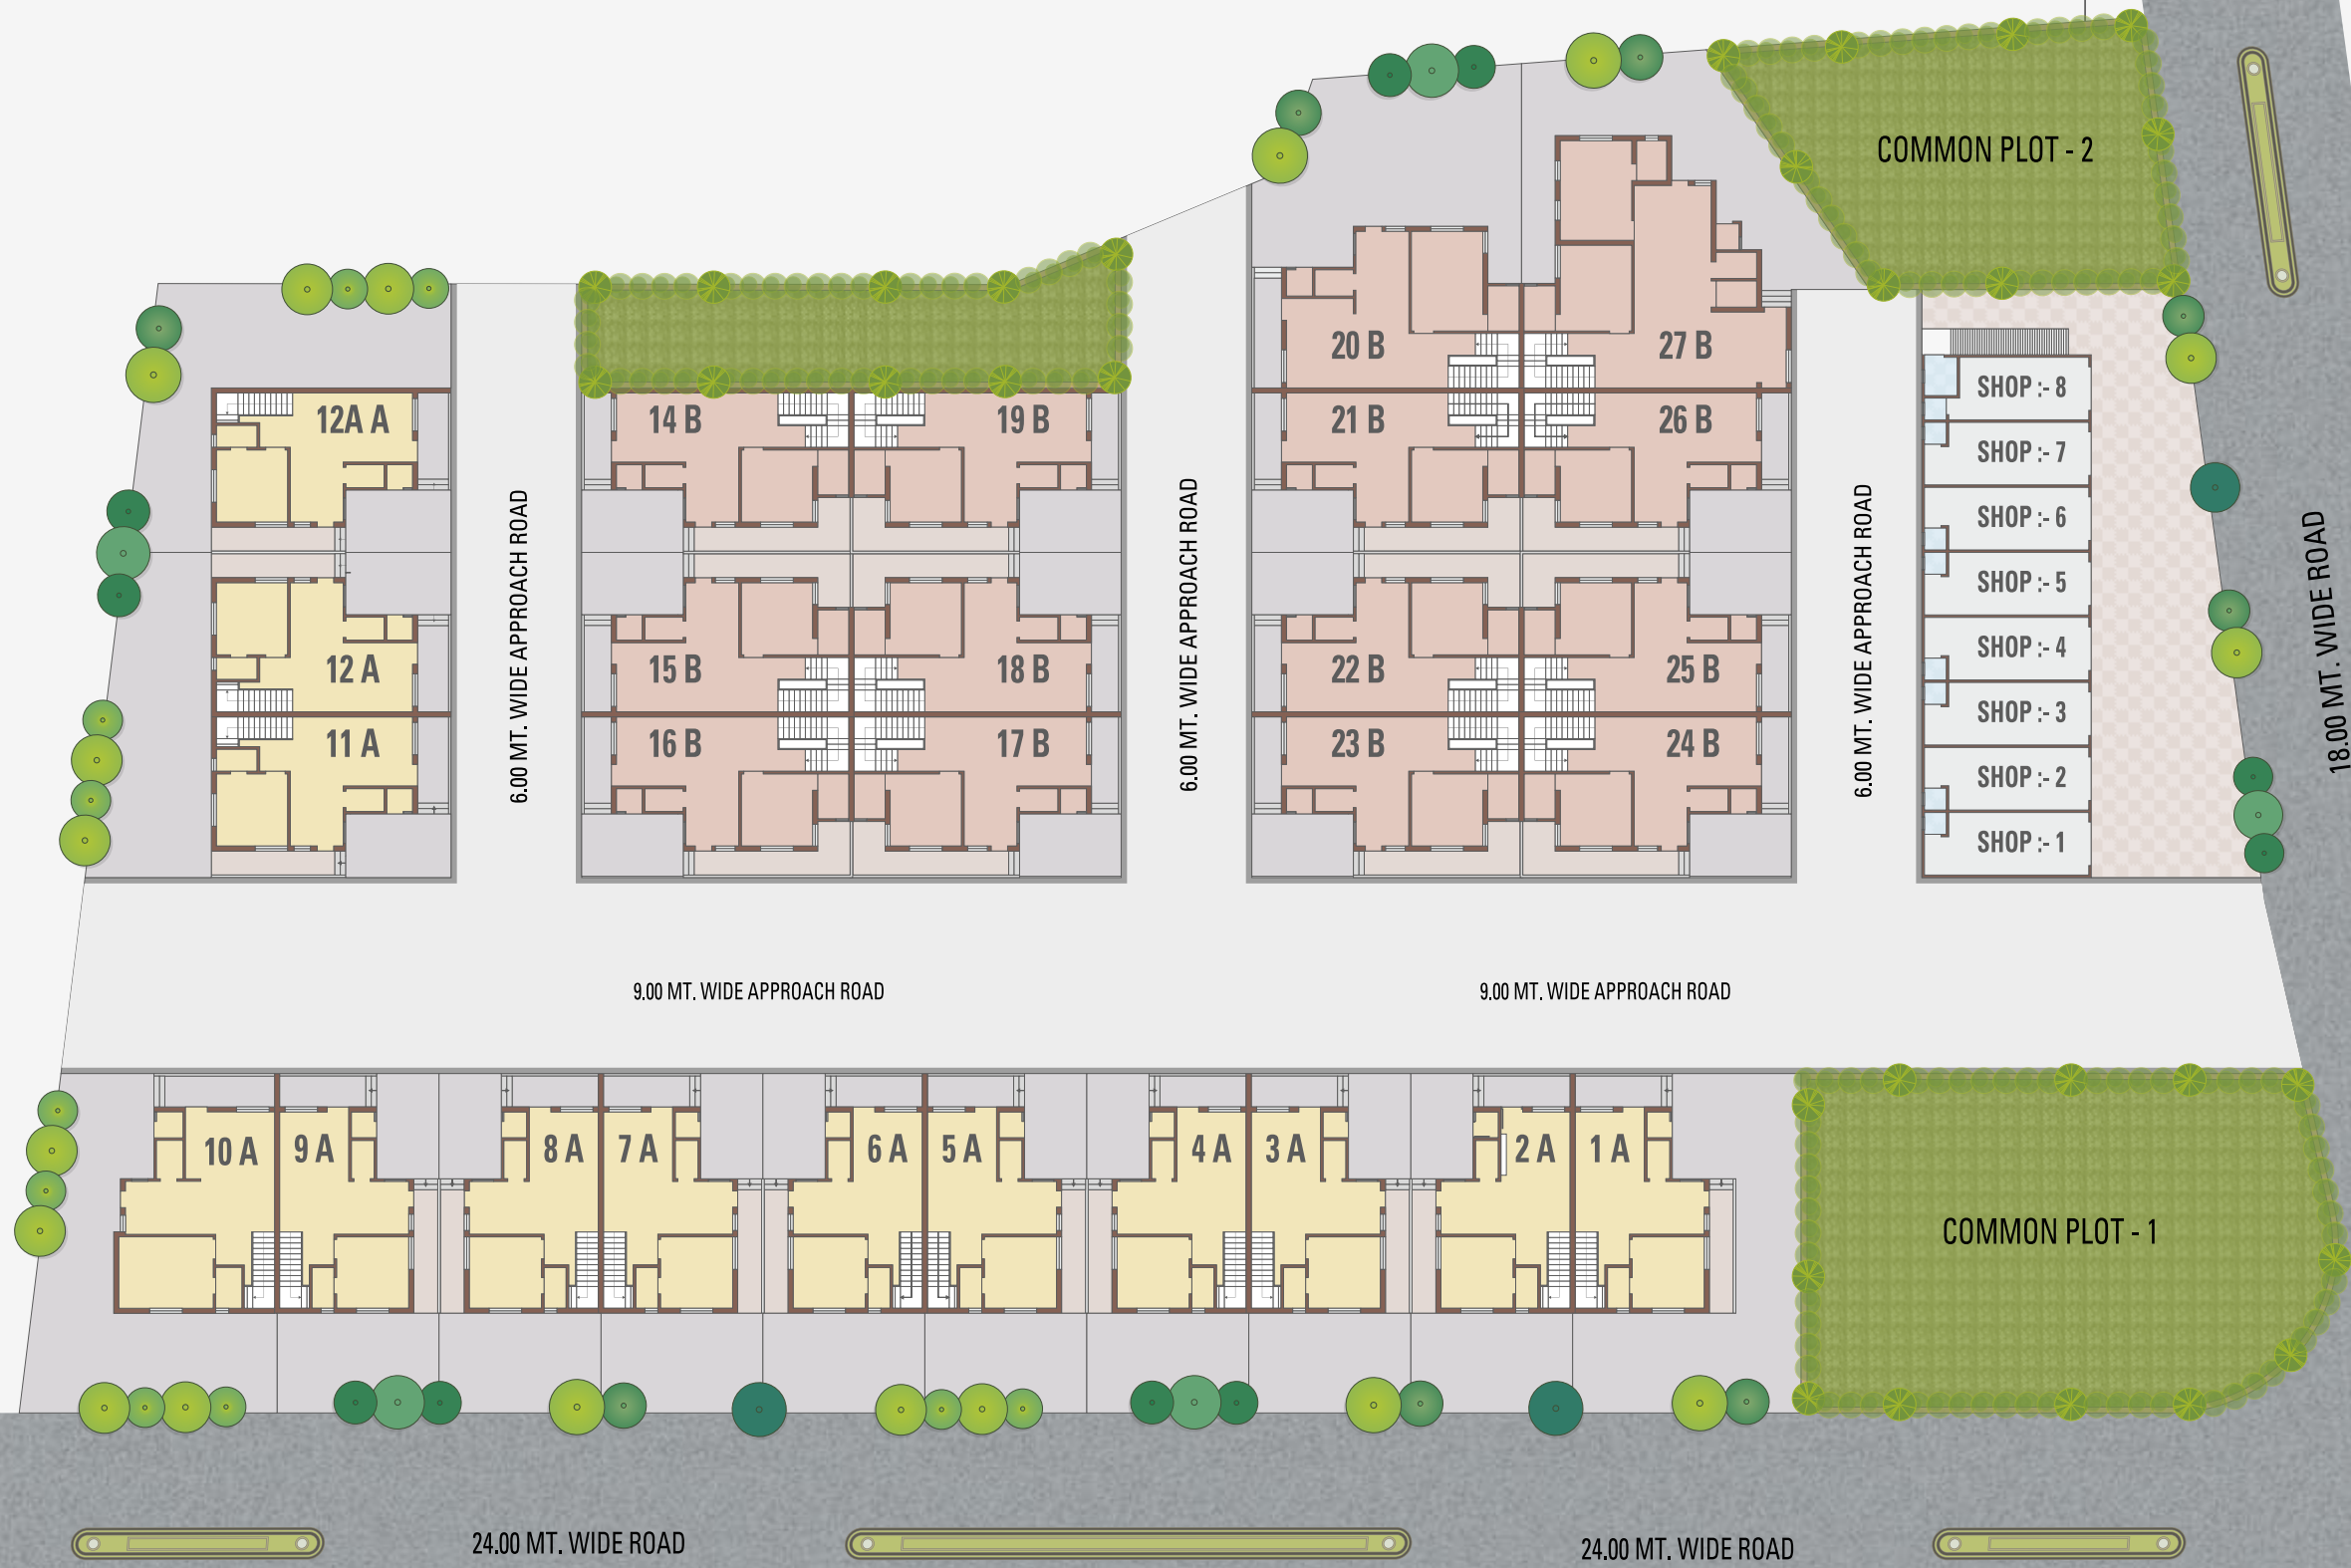 COMMON PLOT - 2
20 B
27 B
SHOP :- 8
12A A
14 B
19 B
21 B
26 B
SHOP :- 7
SHOP :- 6
SHOP :- 5
6.00 MT. WIDE APPROACH ROAD
6.00 MT. WIDE APPROACH ROAD
6.00 MT. WIDE APPROACH ROAD
18.00 MT. WIDE ROAD
12 A
15 B
18 B
22 B
25 B
SHOP :- 4
SHOP :- 3
11 A
16 B
17 B
23 B
24 B
SHOP :- 2
SHOP :- 1
9.00 MT. WIDE APPROACH ROAD
9.00 MT. WIDE APPROACH ROAD
10 A
9 A
8 A
7 A
6 A
5 A
4 A
3 A
2 A
1 A
COMMON PLOT - 1
24.00 MT. WIDE ROAD
24.00 MT. WIDE ROAD